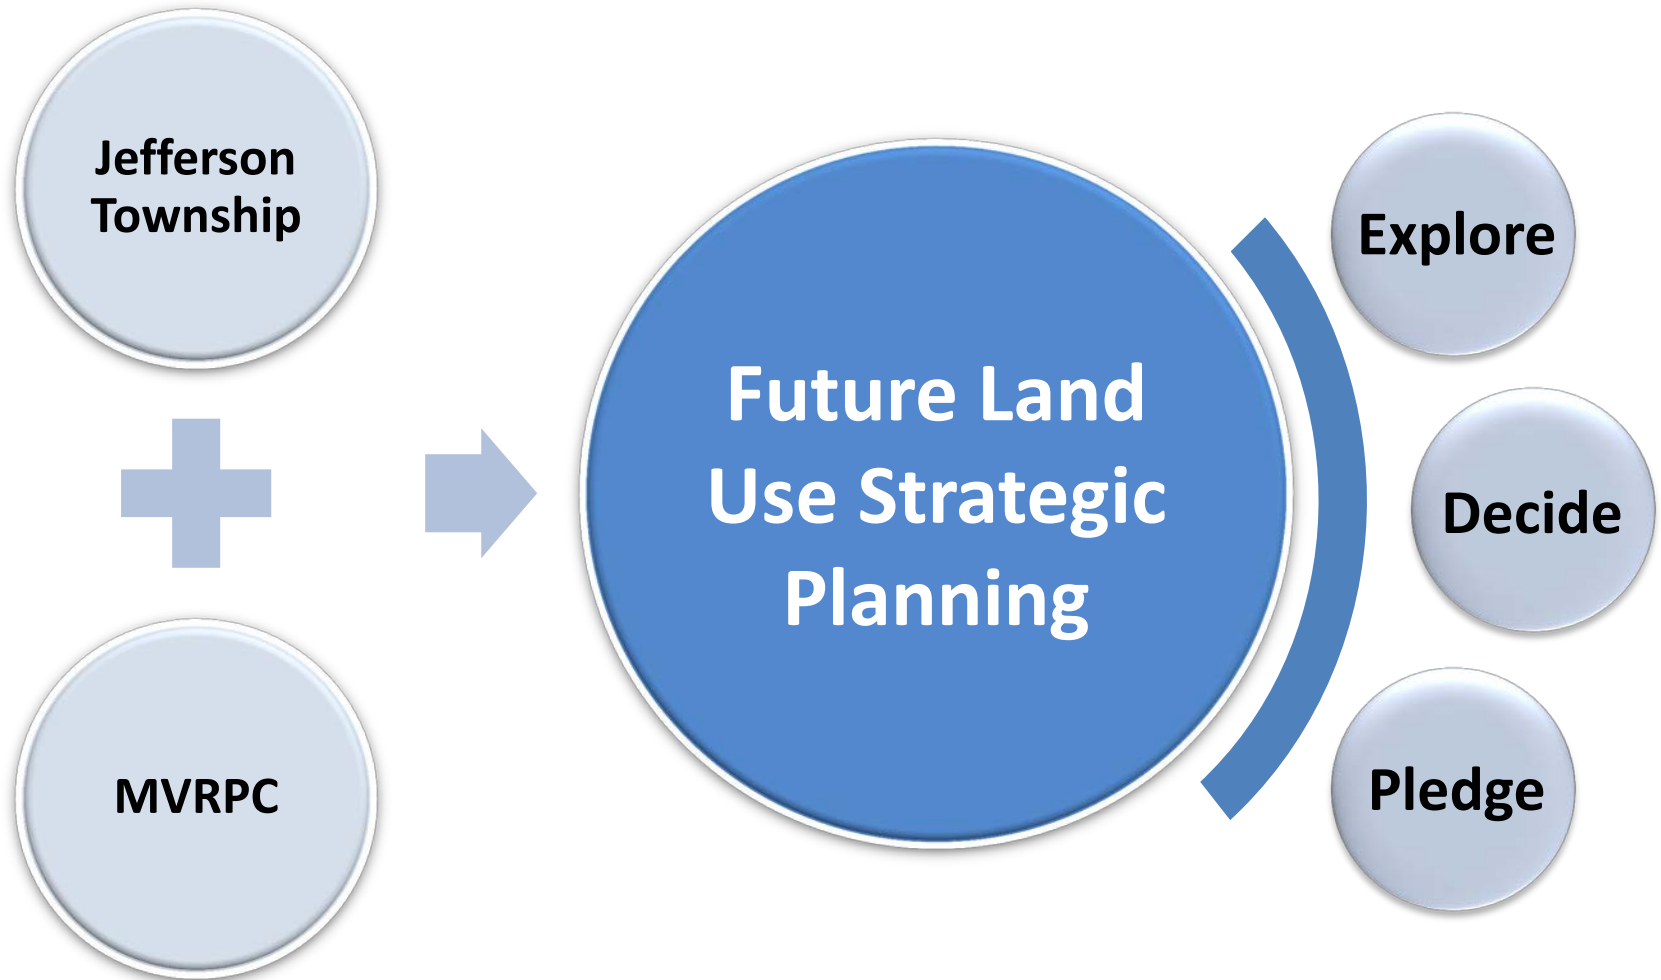 Jefferson
Township
MVRPC
Future Land
Use Strategic
Planning
Explore
Decide
Pledge